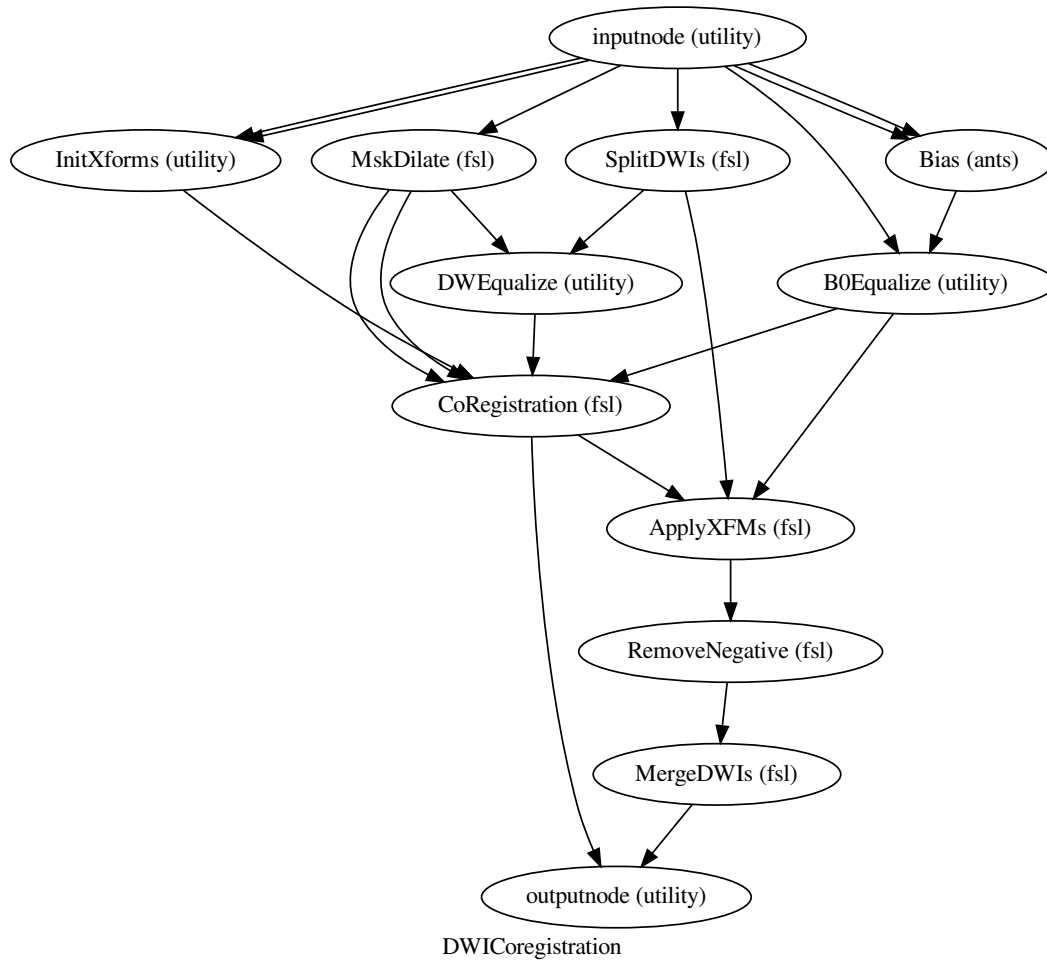 inputnode (utility)
InitXforms (utility)
MskDilate (fsl)
SplitDWIs (fsl)
Bias (ants)
DWEqualize (utility)
B0Equalize (utility)
CoRegistration (fsl)
ApplyXFMs (fsl)
RemoveNegative (fsl)
MergeDWIs (fsl)
outputnode (utility)
DWICoregistration